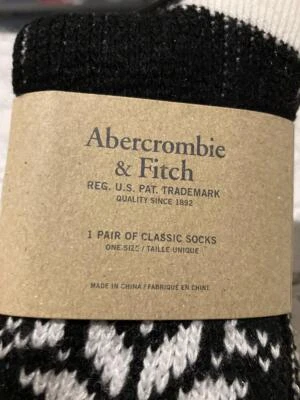 Abercrombie
& Fitch
REG. U.S. PAT. TRADEMARK
QUALITY SINCE 1892
1 PAIR OF CLASSIC SOCKS
ONE-SIZE / TAILLE-UNIQUE
MADE IN CHINA / FABRIQUÉ EN CHINE